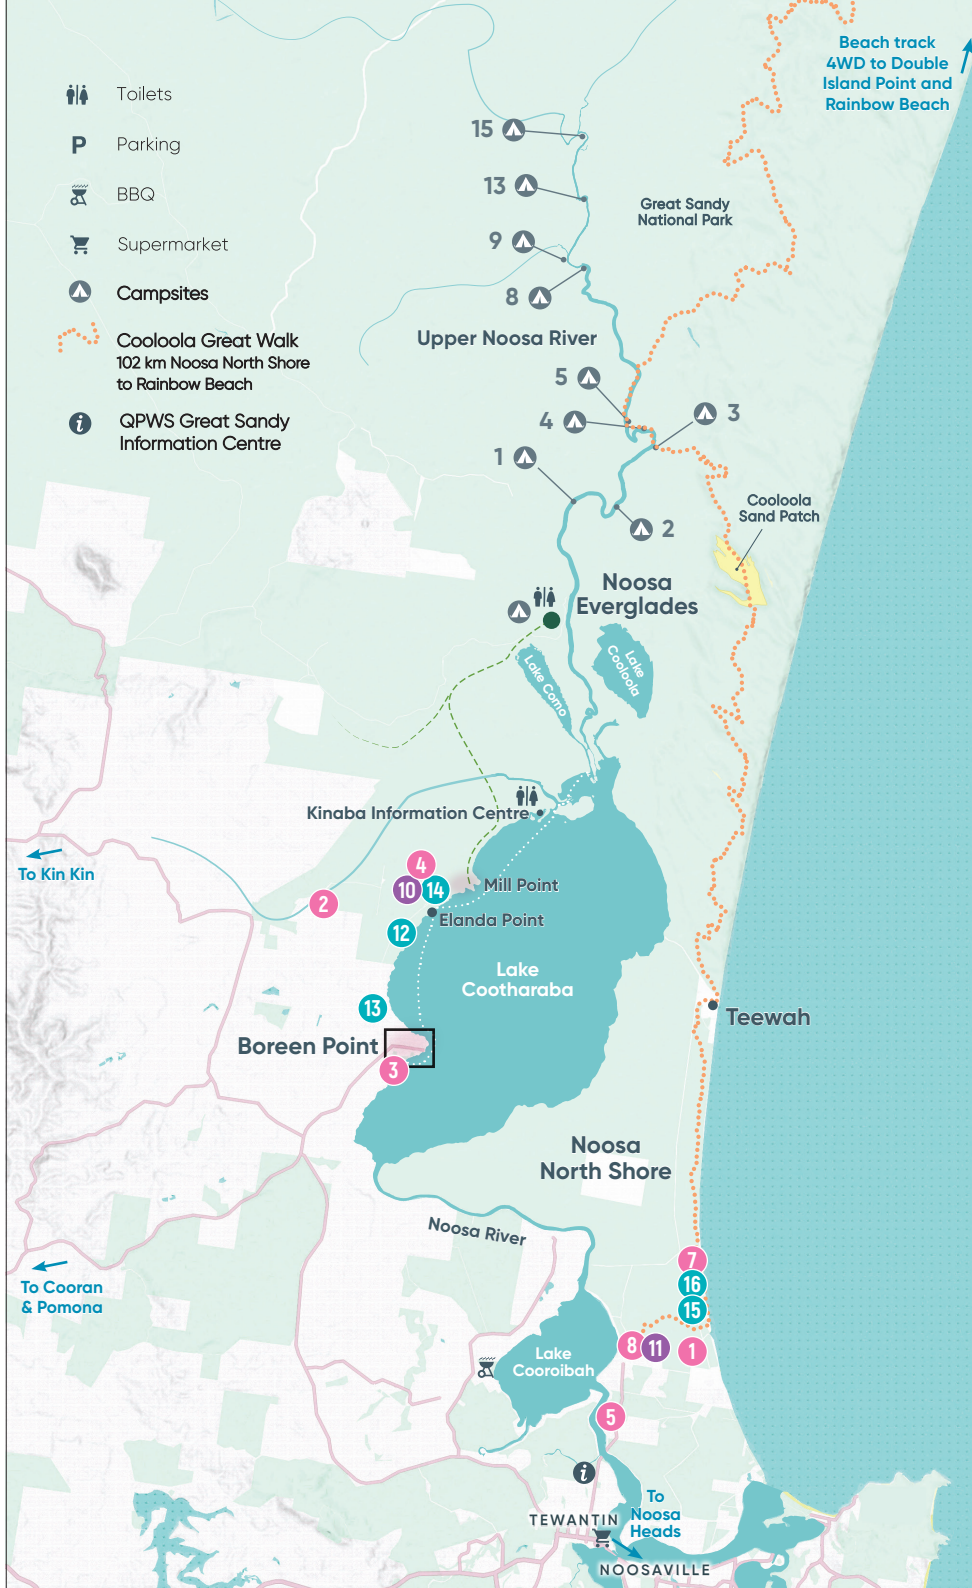 Beach track
4WD to Double
Island Point and
Rainbow Beach
Toilets
P Parking
BBQ
Supermarket
Campsites
Cooloola Great Walk
102 km Noosa North Shore
to Rainbow Beach
i QPWS Great Sandy
Information Centre
15
13
9
8
Great Sandy
National Park
Upper Noosa River
5
4
3
1
2
Cooloola
Sand Patch
Noosa
Everglades
Lake Como
Lake
Cooloola
Kinaba Information Centre
To Kin Kin
4
10
14
2
Mill Point
Elanda Point
12
Lake
Cootharaba
13
Boreen Point
3
Teewah
Noosa
North Shore
Noosa River
To Cooran
& Pomona
7
16
15
8
11
1
Lake
Cooroibah
5
i
To
Noosa
Heads
TEWANTIN
NOOSAVILLE